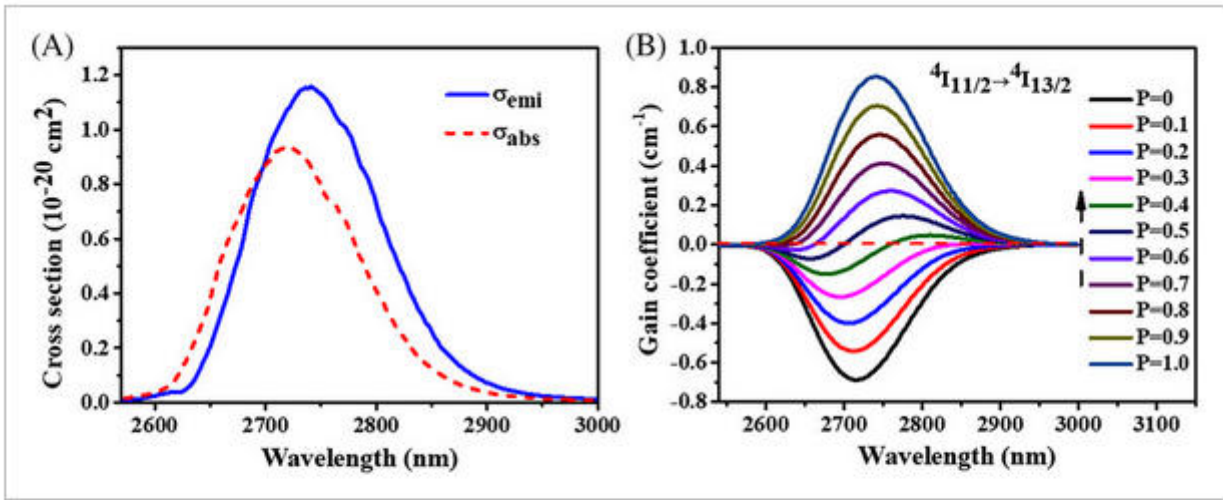 (A)
Cross section (10⁻²⁰ cm²)
1.2
1.0
0.8
0.6
0.4
0.2
0.0
σemi
σabs
2600 2700 2800 2900 3000
Wavelength (nm)
(B)
Gain coefficient (cm⁻¹)
1.0
0.8
0.6
0.4
0.2
0.0
-0.2
-0.4
-0.6
-0.8
⁴I₁₁/₂→⁴I₁₃/₂
P=0
P=0.1
P=0.2
P=0.3
P=0.4
P=0.5
P=0.6
P=0.7
P=0.8
P=0.9
P=1.0
2600 2700 2800 2900 3000 3100
Wavelength (nm)